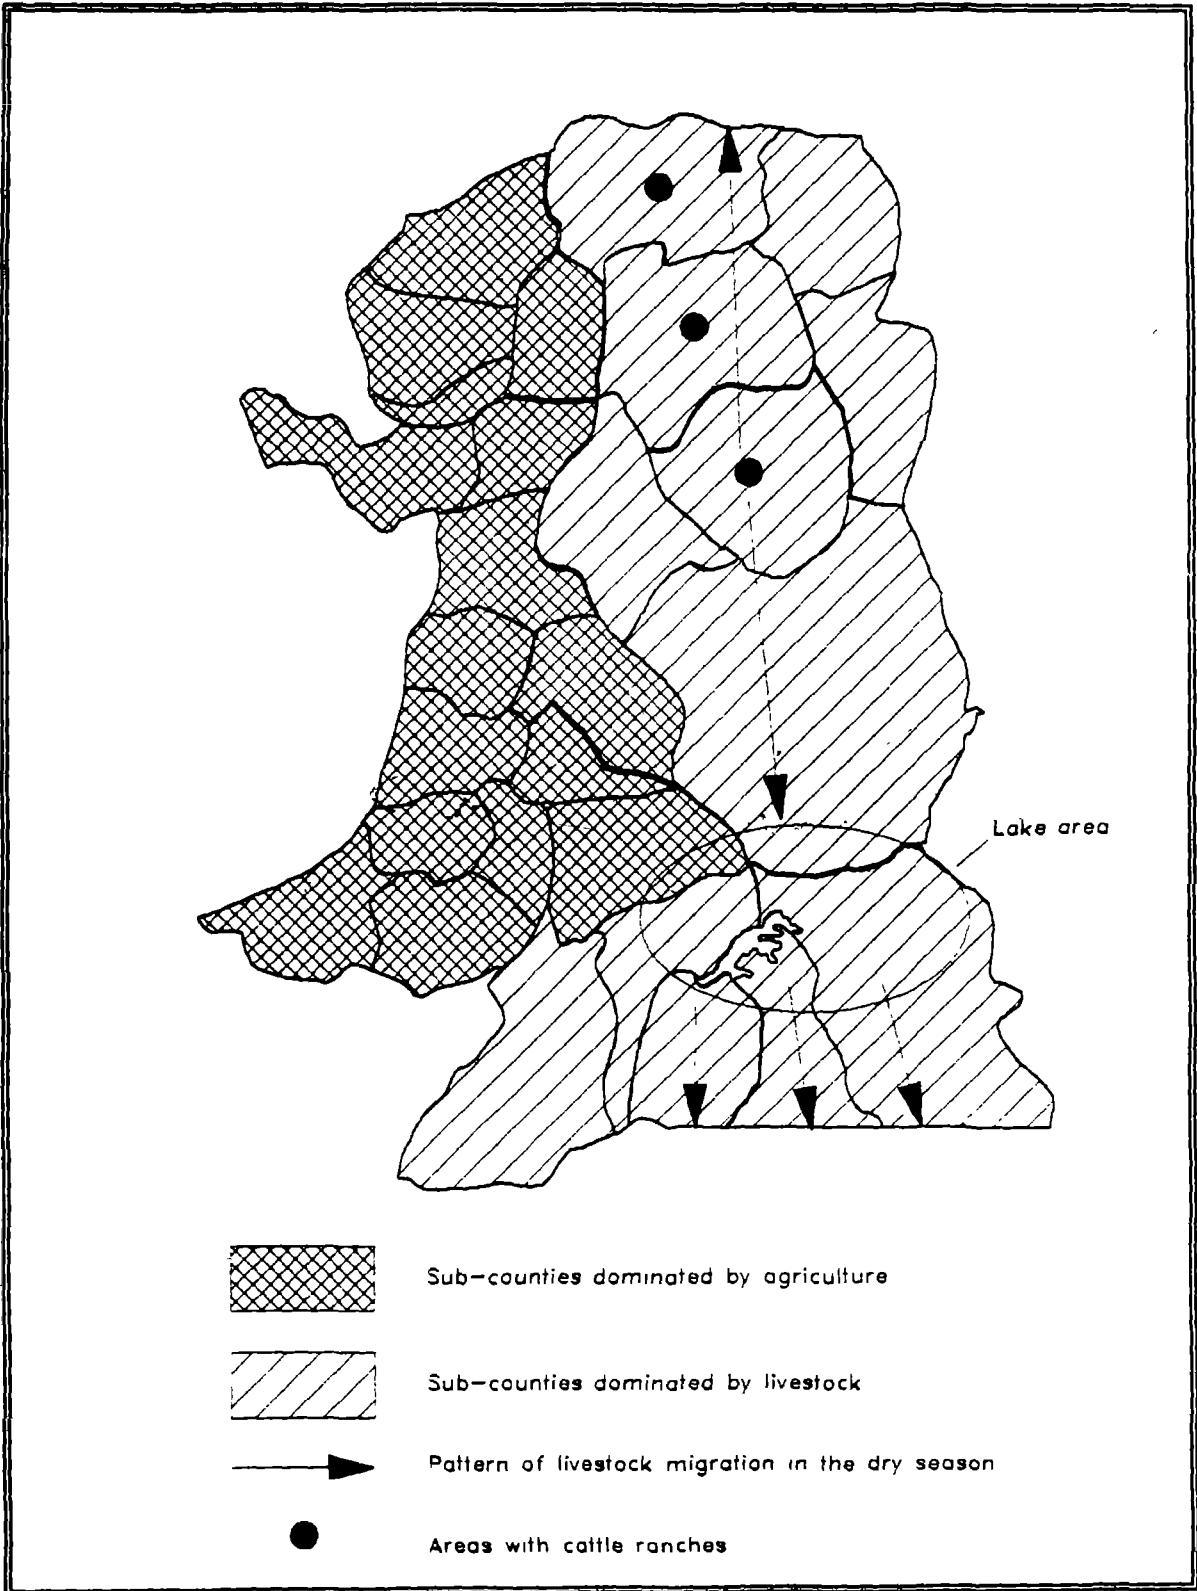 Lake area
Sub-counties dominated by agriculture
Sub-counties dominated by livestock
Pattern of livestock migration in the dry season
Areas with cattle ranches